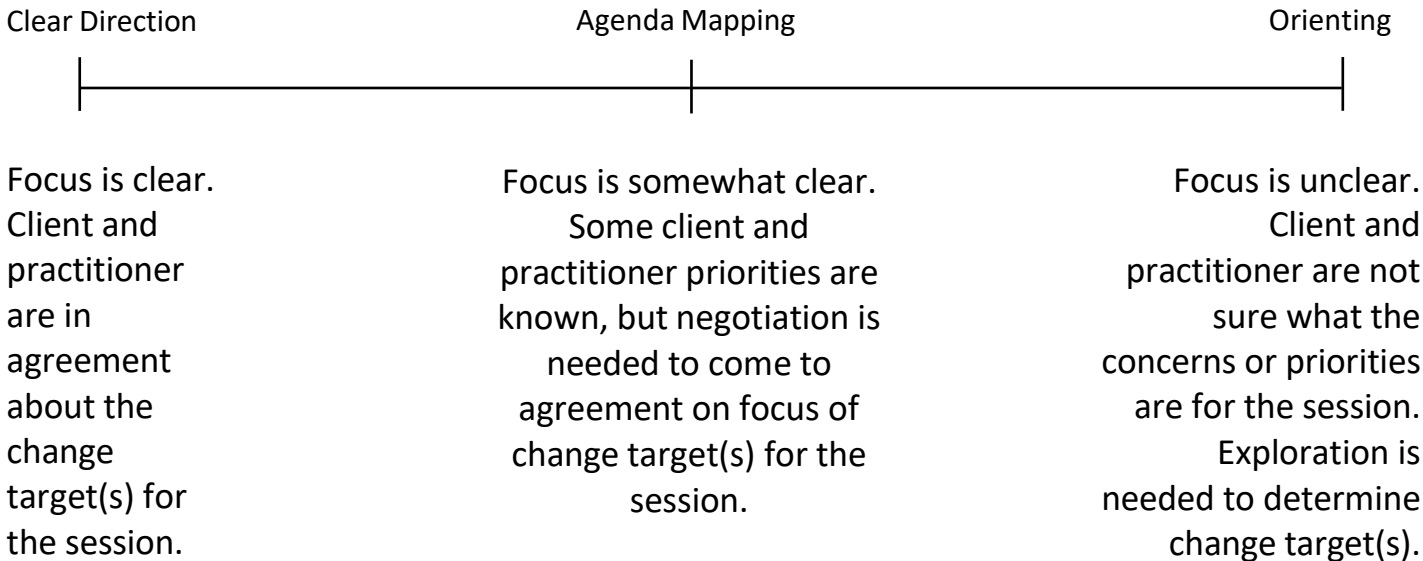 Clear Direction
Agenda Mapping
Orienting
Focus is clear.
Client and
practitioner
are in
agreement
about the
change
target(s) for
the session.
Focus is somewhat clear.
Some client and
practitioner priorities are
known, but negotiation is
needed to come to
agreement on focus of
change target(s) for the
session.
Focus is unclear.
Client and
practitioner are not
sure what the
concerns or priorities
are for the session.
Exploration is
needed to determine
change target(s).